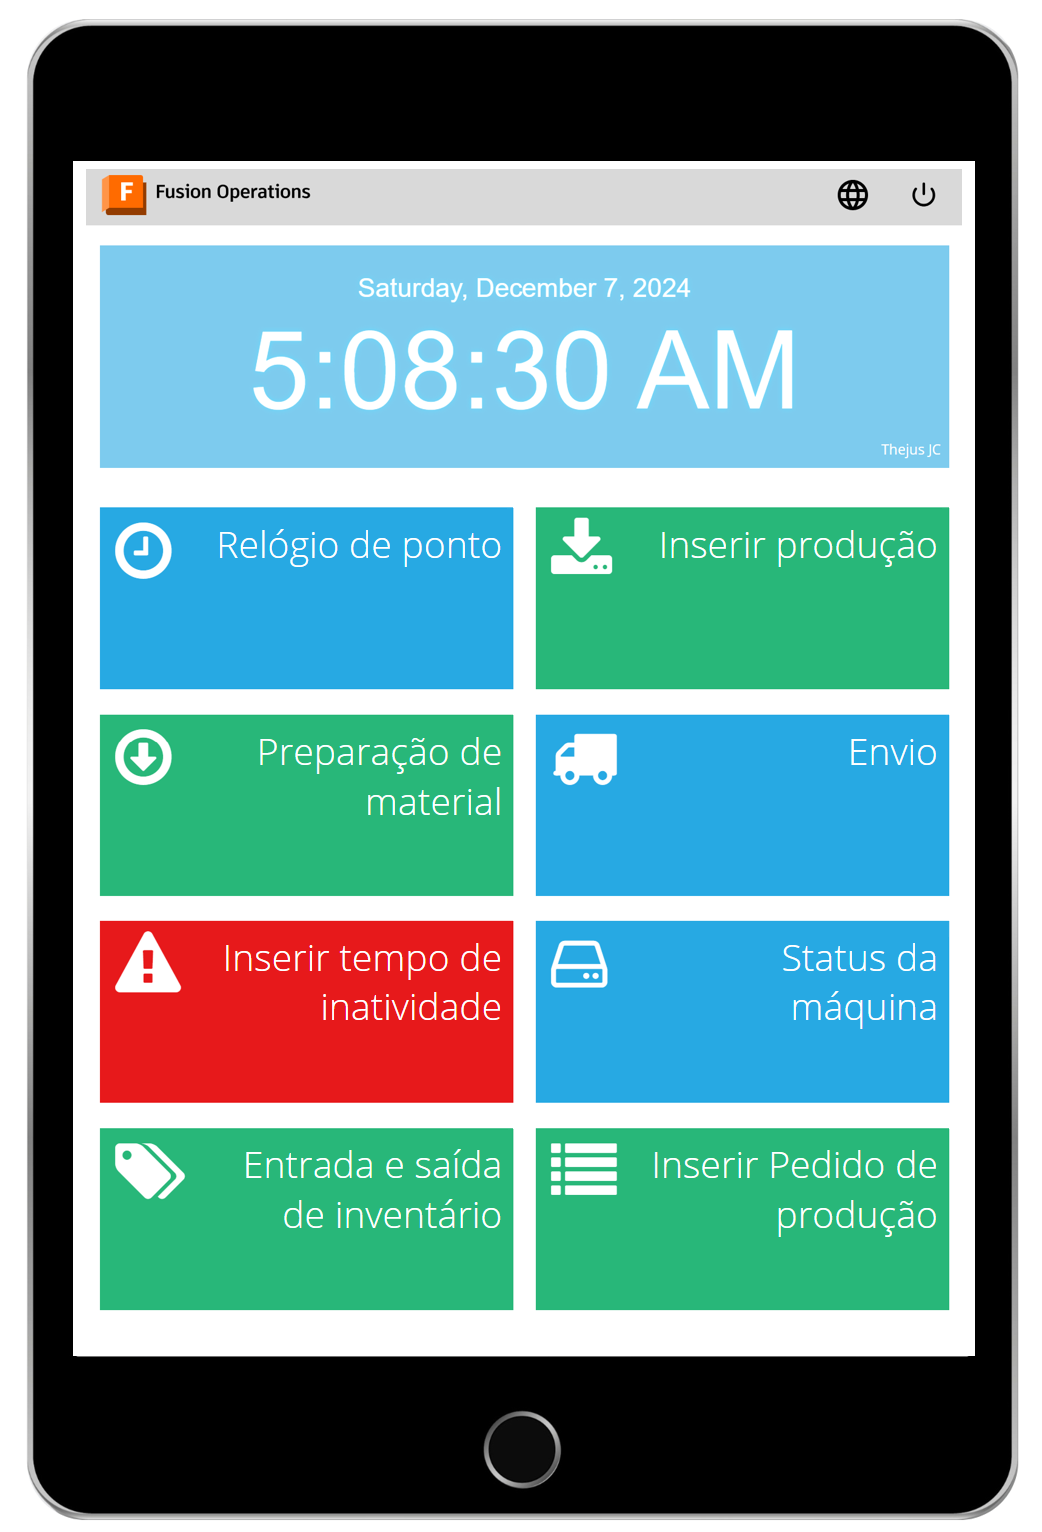 F Fusion Operations
Saturday, December 7, 2024
5:08:30 AM
Thejus JC
Relógio de ponto
Inserir produção
Preparação de
material
Envio
Inserir tempo de
inatividade
Status da
máquina
Entrada e saída
de inventário
Inserir Pedido de
produção